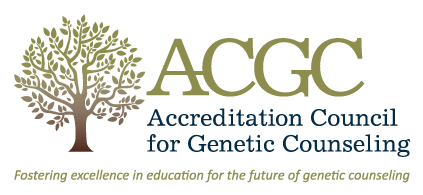 ACGC
Accreditation Council
for Genetic Counseling
Fostering excellence in education for the future of genetic counseling